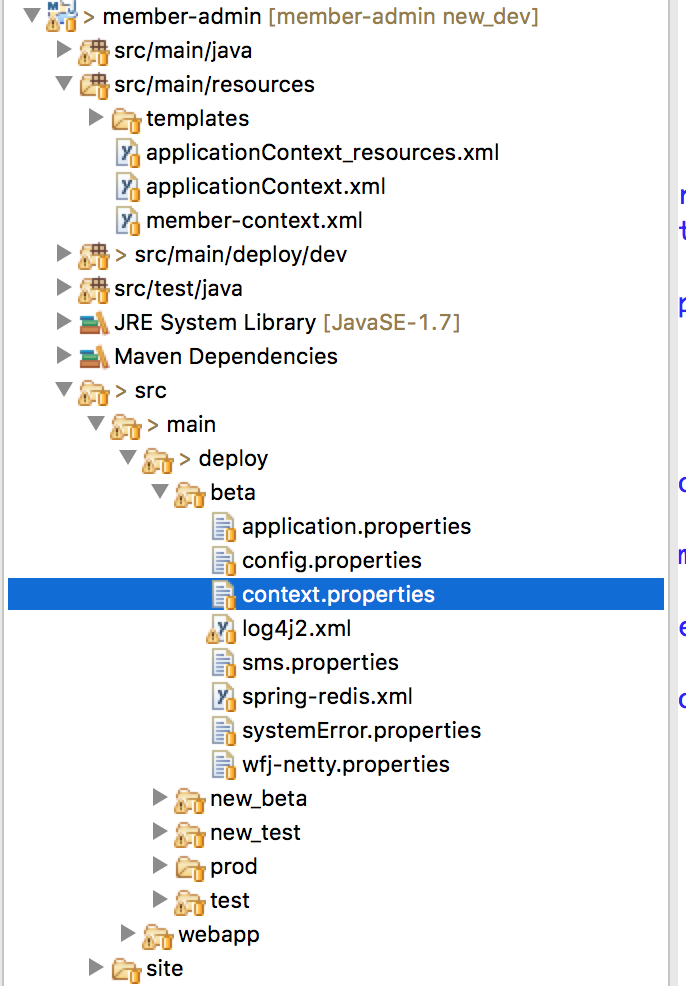 > member-admin [member-admin new_dev]
src/main/java
src/main/resources
templates
applicationContext_resources.xml
applicationContext.xml
member-context.xml
> src/main/deploy/dev
src/test/java
JRE System Library [JavaSE-1.7]
Maven Dependencies
> src
> main
> deploy
beta
application.properties
config.properties
context.properties
log4j2.xml
sms.properties
spring-redis.xml
systemError.properties
wfj-netty.properties
new_beta
new_test
prod
test
webapp
site